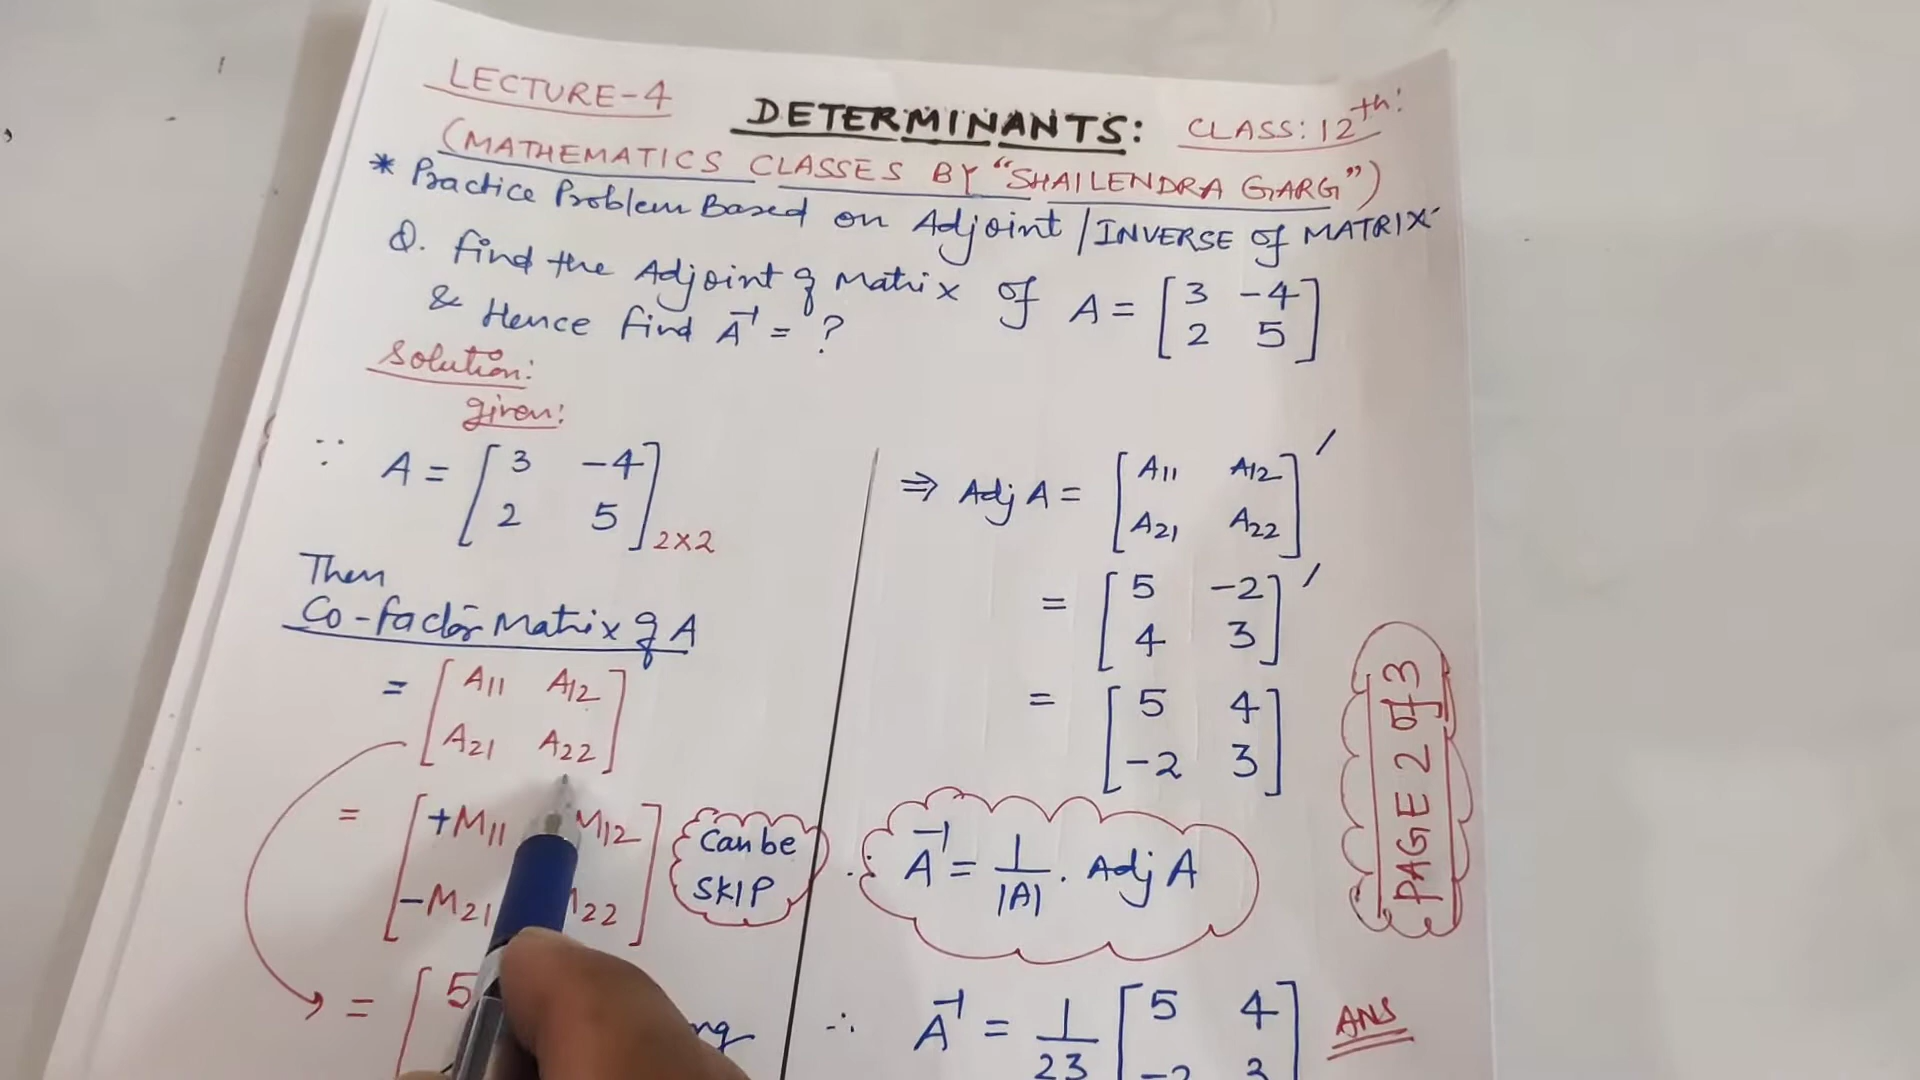 LECTURE-4 DETERMINANTS: CLASS: 12th:
(MATHEMATICS CLASSES BY "SHAILENDRA GARG")
* Practice Problem Based on Adjoint / INVERSE of MATRIX
Q. Find the Adjoint of Matrix of A = [3 -4
2 5]
& Hence find A⁻¹ = ?
Solution:
given:
∵ A = [3 -4
2 5]2×2
Then
Co-factor Matrix of A
= [A11 A12
A21 A22]
= [+M11 M12
-M21 22]
Can be
SKIP
= [5
⇒ Adj A = [A11 A12
A21 A22]′
= [5 -2
4 3]′
= [5 4
-2 3]
∴ A⁻¹ = 1/|A| . Adj A
∴ A⁻¹ = 1/23 [5 4
-2 3]
ANS
PAGE 2 of 3